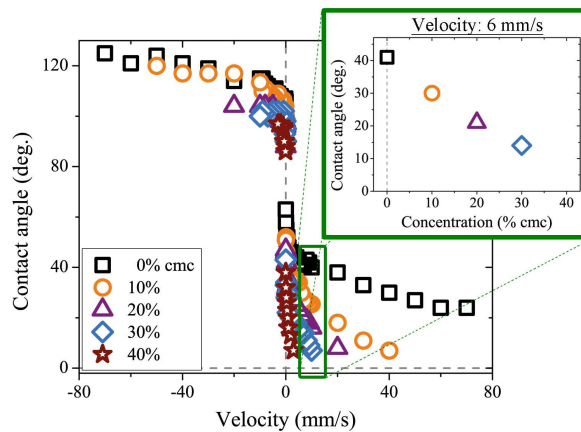 Velocity: 6 mm/s
Contact angle (deg.)
50
40
30
20
10
0
0 10 20 30 40
Concentration (% cmc)
Contact angle (deg.)
120
80
40
0
0% cmc
10%
20%
30%
40%
-80 -40 0 40 80
Velocity (mm/s)